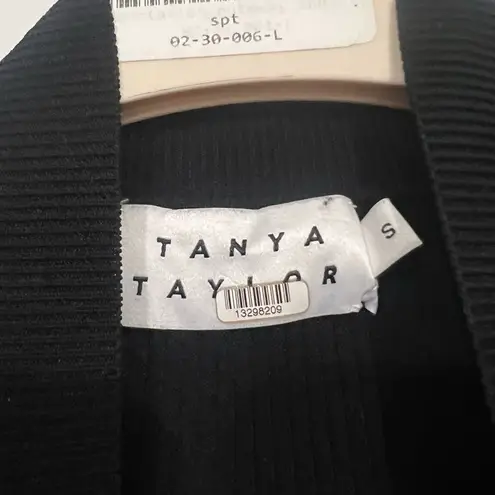 spt
02-30-006-L
TANYA
S
TAYLOR
13298209